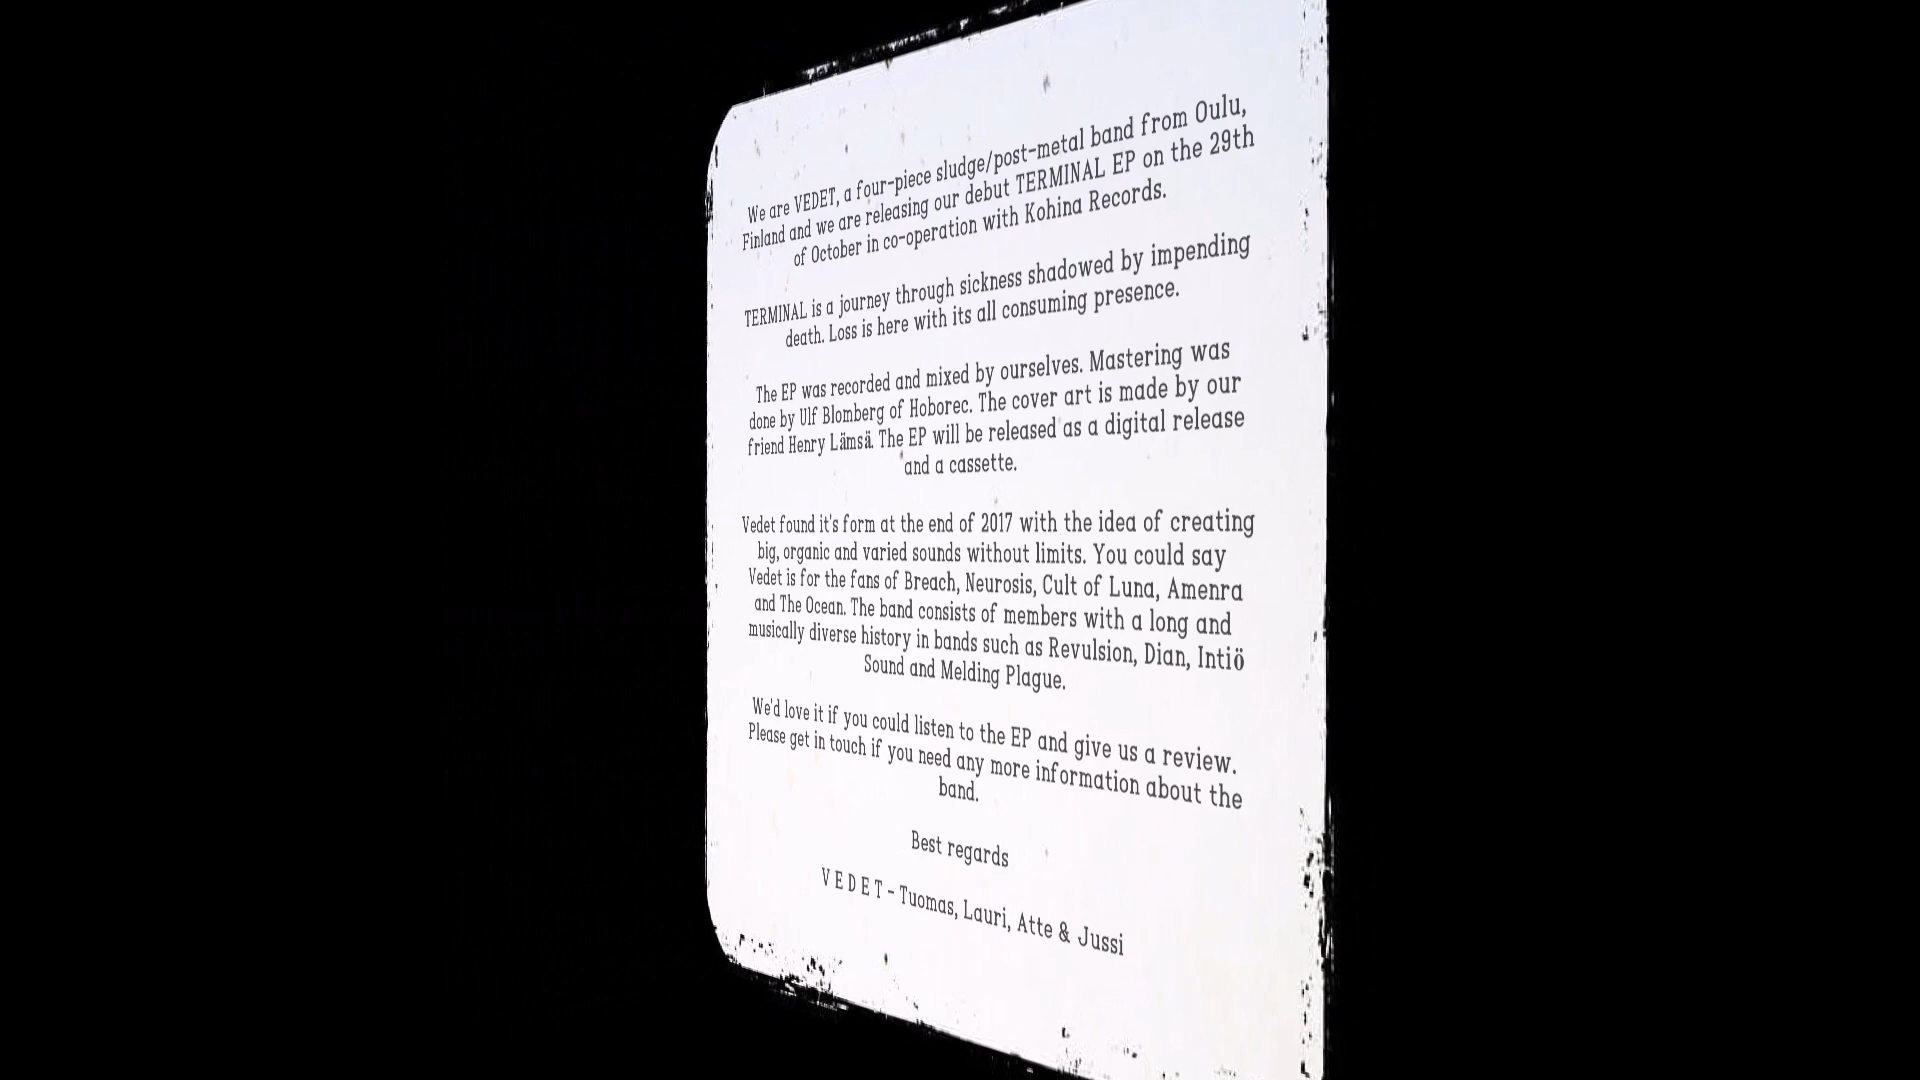 We are VEDET, a four-piece sludge/post-metal band from Oulu,
Finland and we are releasing our debut TERMINAL EP on the 29th
of October in co-operation with Kohina Records.
TERMINAL is a journey through sickness shadowed by impending
death. Loss is here with its all consuming presence.
The EP was recorded and mixed by ourselves. Mastering was
done by Ulf Blomberg of Hoborec. The cover art is made by our
friend Henry Lämsä. The EP will be released as a digital release
and a cassette.
Vedet found it's form at the end of 2017 with the idea of creating
big, organic and varied sounds without limits. You could say
Vedet is for the fans of Breach, Neurosis, Cult of Luna, Amenra
and The Ocean. The band consists of members with a long and
musically diverse history in bands such as Revulsion, Dian, Intiö
Sound and Melding Plague.
We'd love it if you could listen to the EP and give us a review.
Please get in touch if you need any more information about the
band.
Best regards
V E D E T - Tuomas, Lauri, Atte & Jussi